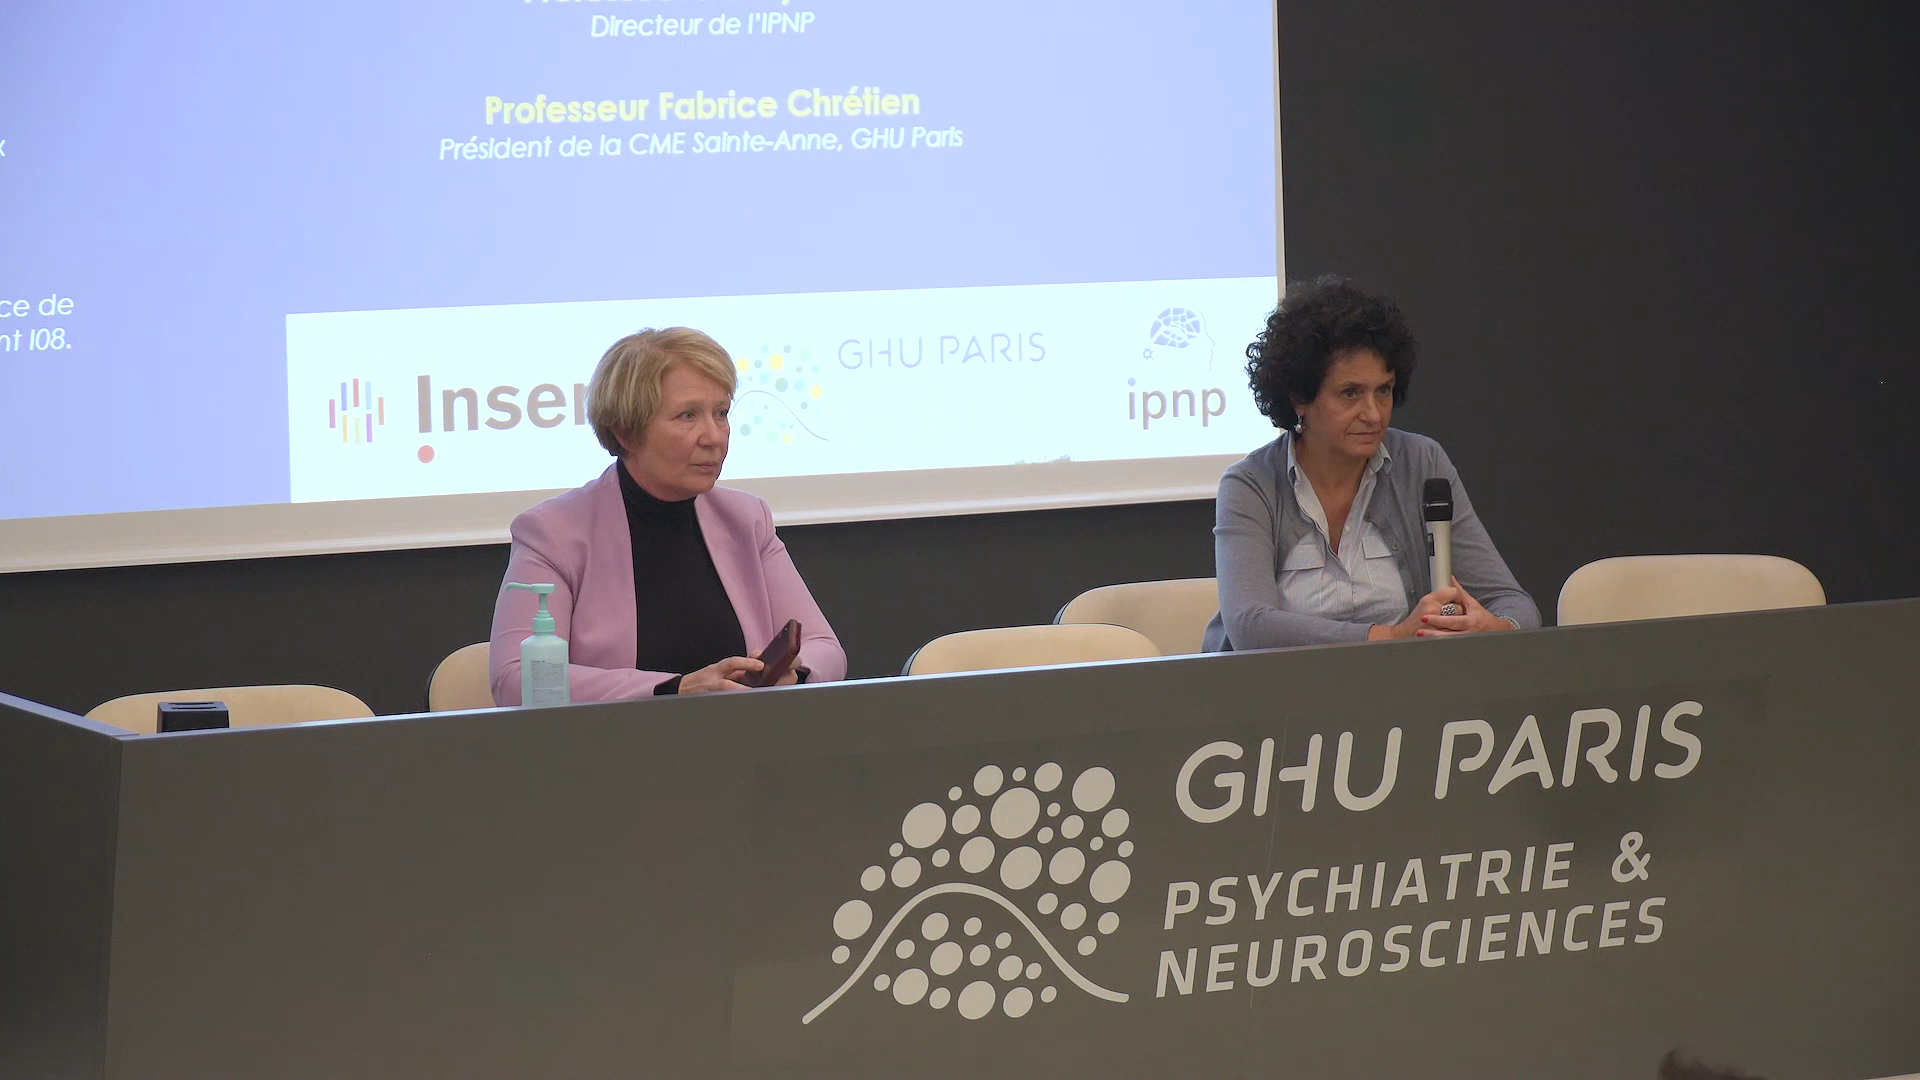 Directeur de l'IPNP
Professeur Fabrice Chrétien
Président de la CME Sainte-Anne, GHU Paris
ce de
nt I08.
GHU PARIS
ipnp
GHU PARIS
PSYCHIATRIE &
NEUROSCIENCES